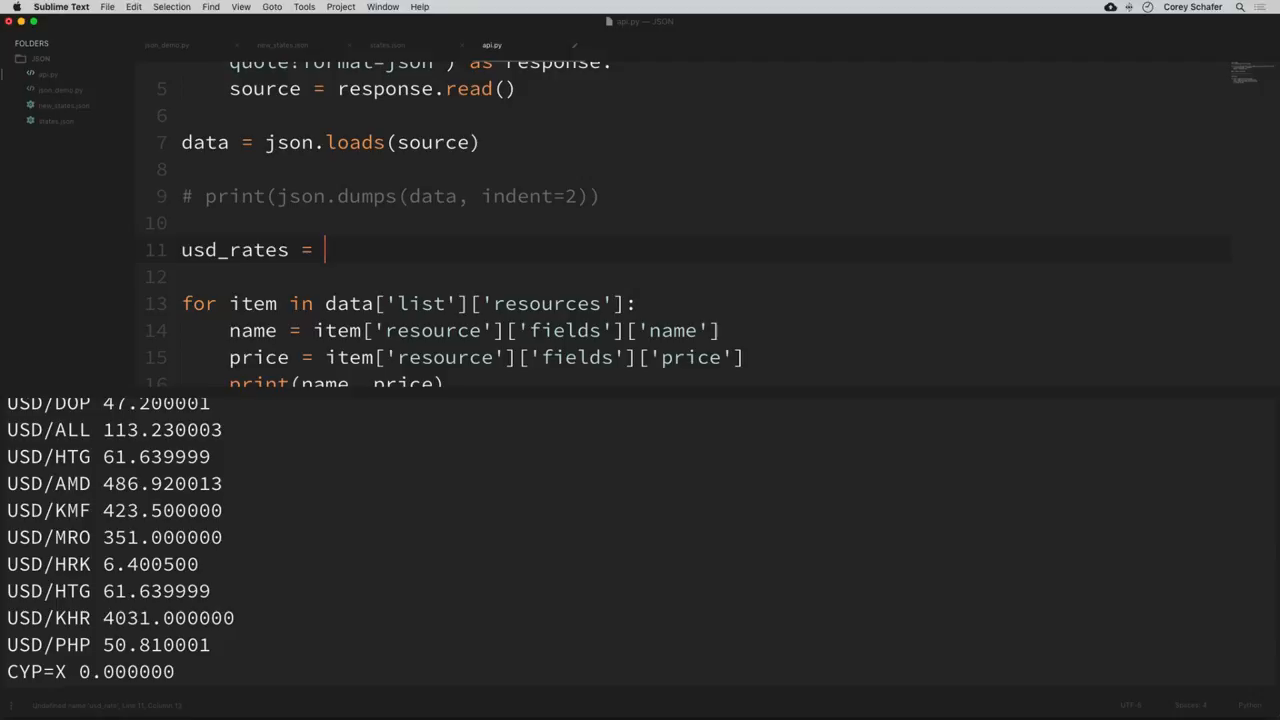 Sublime Text File Edit Selection Find View Goto Tools Project Window Help Corey Schafer
api.py — JSON
FOLDERS
JSON
api.py
json_demo.py
new_states.json
states.json
json_demo.py new_states.json states.json api.py
quote?format=json") as response:
5 source = response.read()
6
7 data = json.loads(source)
8
9 # print(json.dumps(data, indent=2))
10
11 usd_rates =
12
13 for item in data['list']['resources']:
14 name = item['resource']['fields']['name']
15 price = item['resource']['fields']['price']
16 print(name, price)
USD/DOP 47.200001
USD/ALL 113.230003
USD/HTG 61.639999
USD/AMD 486.920013
USD/KMF 423.500000
USD/MRO 351.000000
USD/HRK 6.400500
USD/HTG 61.639999
USD/KHR 4031.000000
USD/PHP 50.810001
CYP=X 0.000000
UTF-8 Spaces: 4 Python